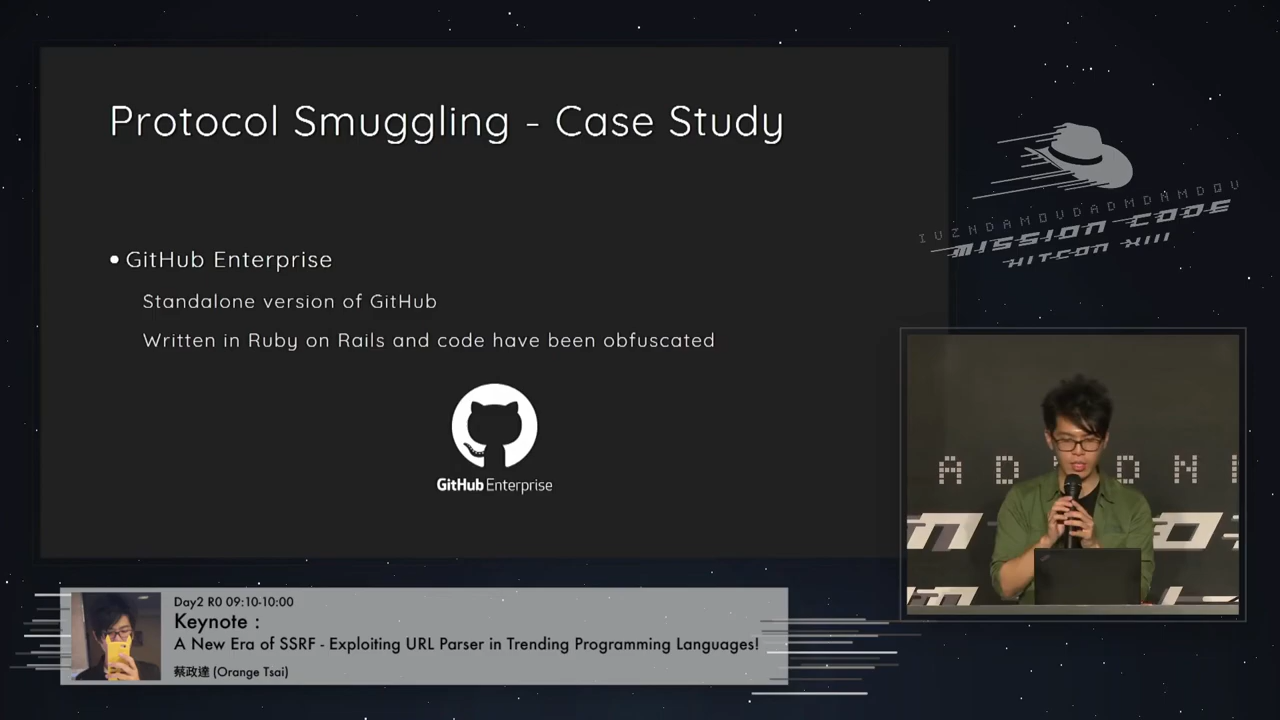 Protocol Smuggling - Case Study
GitHub Enterprise
Standalone version of GitHub
Written in Ruby on Rails and code have been obfuscated
GitHub Enterprise
IVZNDAMOVDADMDNMDQV
MISSION CODE
HITCON XIII
Day2 R0 09:10-10:00
Keynote :
A New Era of SSRF - Exploiting URL Parser in Trending Programming Languages!
蔡政達 (Orange Tsai)